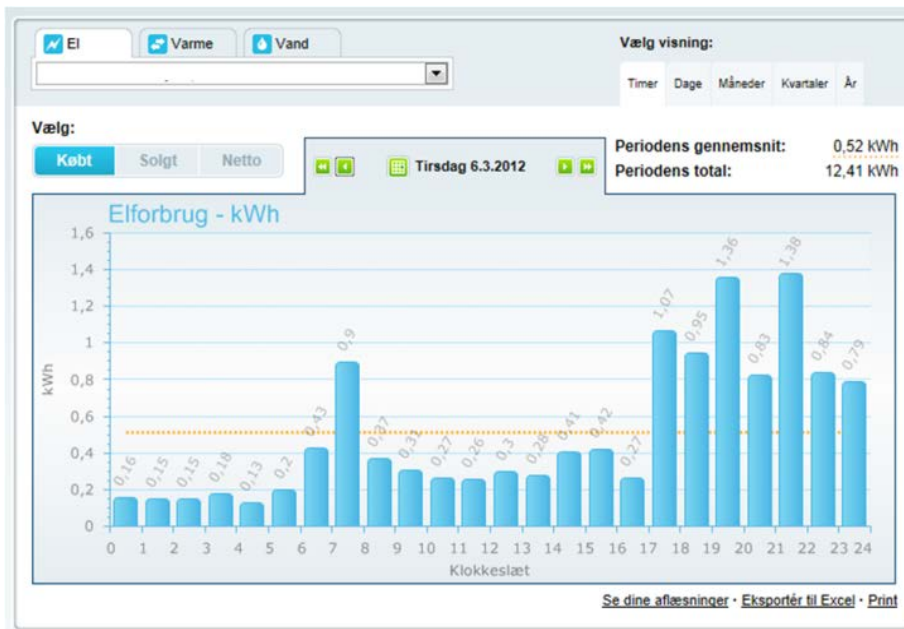 El Varme Vand
Vælg visning:
Timer Dage Måneder Kvartaler År
Vælg:
Købt Solgt Netto
Tirsdag 6.3.2012
Periodens gennemsnit: 0,52 kWh
Periodens total: 12,41 kWh
Elforbrug - kWh
kWh
1,6
1,4
1,2
1
0,8
0,6
0,4
0,2
0
0,16 0,15 0,15 0,18 0,13 0,2 0,43 0,9 0,37 0,31 0,27 0,26 0,3 0,28 0,41 0,42 0,27 1,07 0,95 1,36 0,83 1,38 0,84 0,79
0 1 2 3 4 5 6 7 8 9 10 11 12 13 14 15 16 17 18 19 20 21 22 23 24
Klokkeslæt
Se dine aflæsninger · Eksportér til Excel · Print